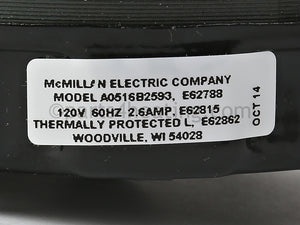 McMILLAN ELECTRIC COMPANY
MODEL A0516B2593, E62788
120V 60HZ 2.6AMP, E62815
THERMALLY PROTECTED L, E62862
WOODVILLE, WI 54028
OCT 14